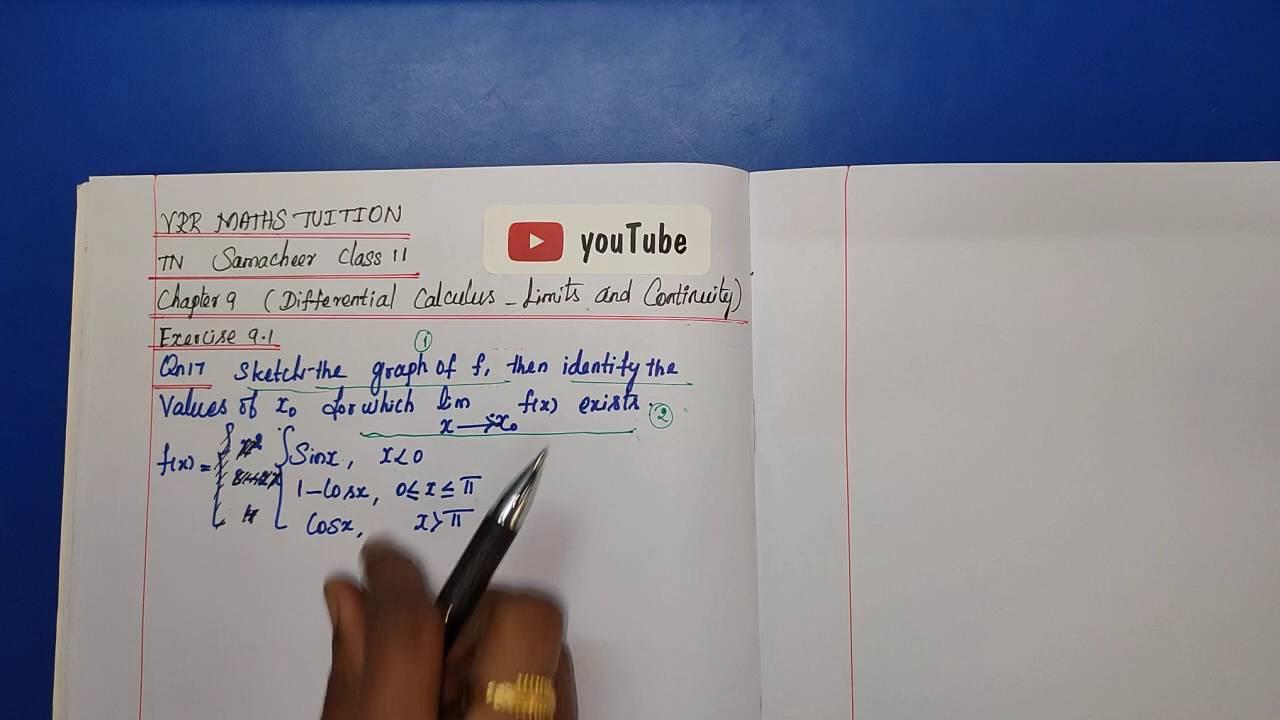 VRR MATHS TUITION
TN Samacheer Class 11
YouTube
Chapter 9 (Differential Calculus - Limits and Continuity)
Exercise 9.1
①
Qn17 Sketch the graph of f, then identify the
Values of x₀ for which lim f(x) exists.
x→x₀
②
f(x) = { Sinx, x<0
1-Cosx, 0≤x≤π
Cosx, x>π